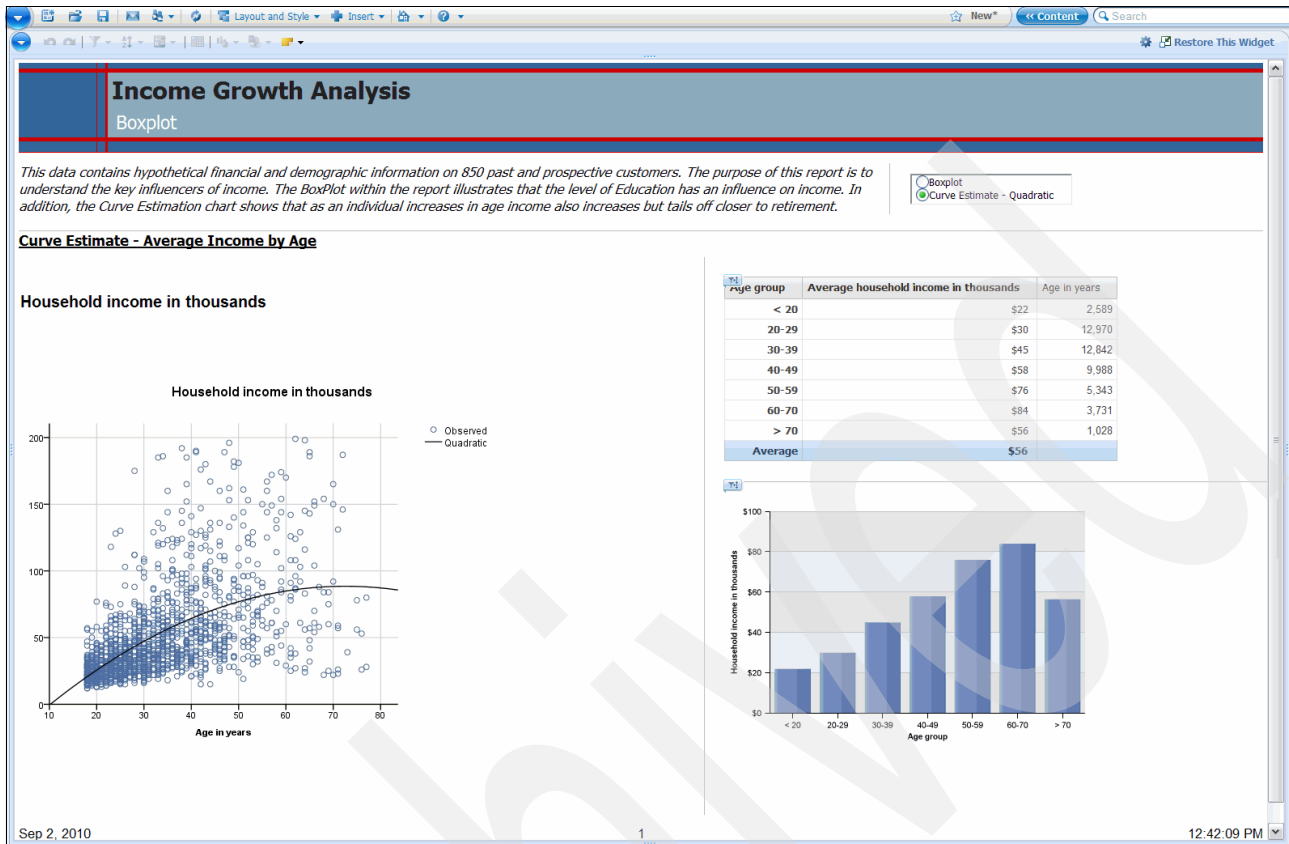 Layout and Style
Insert
New*
Content
Search
Restore This Widget
Income Growth Analysis
Boxplot
This data contains hypothetical financial and demographic information on 850 past and prospective customers. The purpose of this report is to
understand the key influencers of income. The BoxPlot within the report illustrates that the level of Education has an influence on income. In
addition, the Curve Estimation chart shows that as an individual increases in age income also increases but tails off closer to retirement.
Boxplot
Curve Estimate - Quadratic
Curve Estimate - Average Income by Age
Household income in thousands
Household income in thousands
Observed
Quadratic
200
150
100
50
0
10 20 30 40 50 60 70 80
Age in years
Age group Average household income in thousands Age in years
< 20 $22 2,589
20-29 $30 12,970
30-39 $45 12,842
40-49 $58 9,988
50-59 $76 5,343
60-70 $84 3,731
> 70 $56 1,028
Average $56
$100
$80
$60
$40
$20
$0
Household income in thousands
< 20 20-29 30-39 40-49 50-59 60-70 > 70
Age group
Sep 2, 2010 1 12:42:09 PM